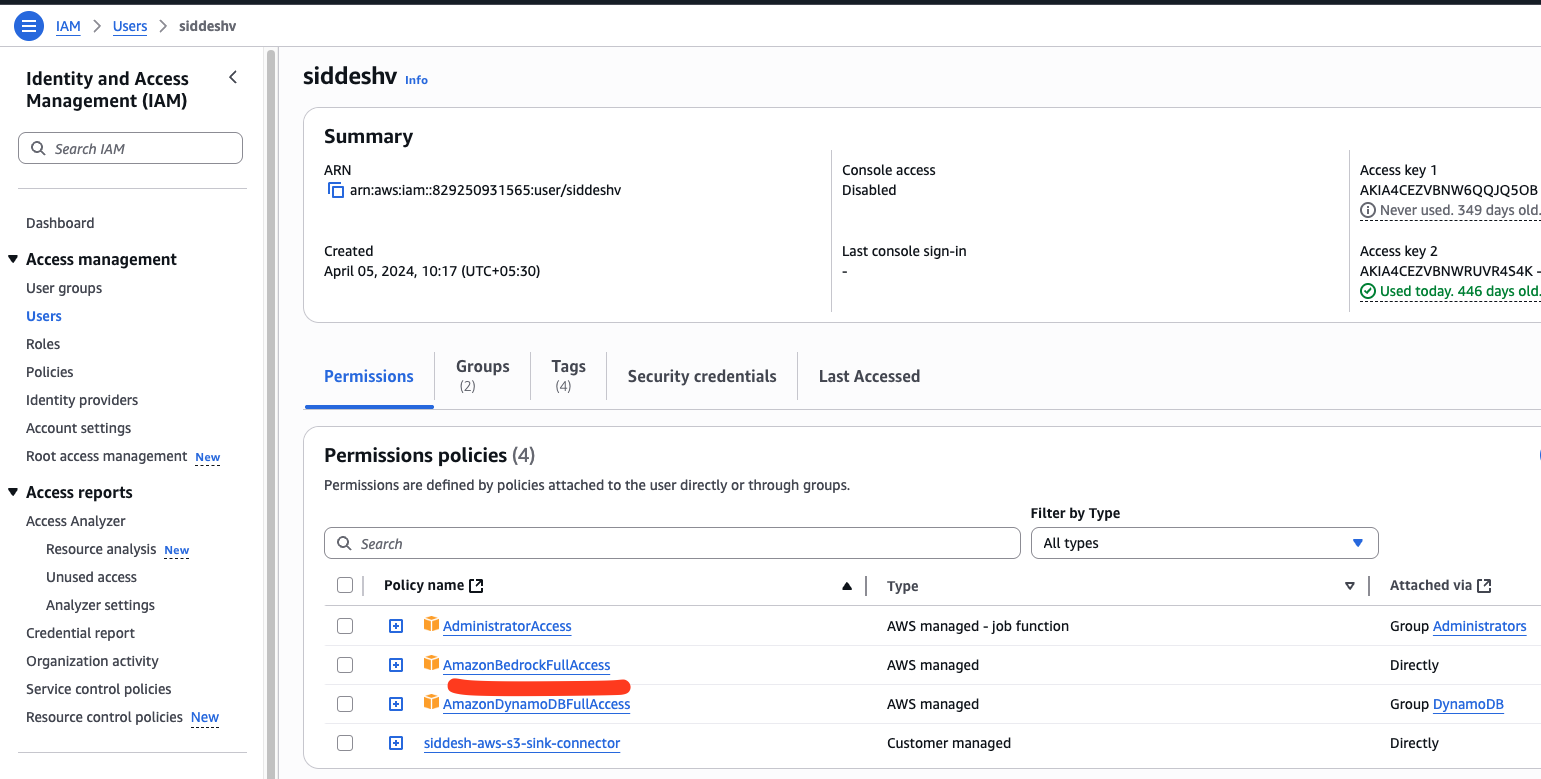 IAM > Users > siddeshv
Identity and Access
Management (IAM)
Search IAM
Dashboard
Access management
User groups
Users
Roles
Policies
Identity providers
Account settings
Root access management New
Access reports
Access Analyzer
Resource analysis New
Unused access
Analyzer settings
Credential report
Organization activity
Service control policies
Resource control policies New
siddeshv Info
Summary
ARN
arn:aws:iam::829250931565:user/siddeshv
Created
April 05, 2024, 10:17 (UTC+05:30)
Console access
Disabled
Last console sign-in
-
Access key 1
AKIA4CEZVBNW6QQJQ5OB
Never used. 349 days old.
Access key 2
AKIA4CEZVBNWRUVR4S4K -
Used today. 446 days old.
Permissions
Groups
(2)
Tags
(4)
Security credentials
Last Accessed
Permissions policies (4)
Permissions are defined by policies attached to the user directly or through groups.
Filter by Type
Search
All types
Policy name Type Attached via
AdministratorAccess AWS managed - job function Group Administrators
AmazonBedrockFullAccess AWS managed Directly
AmazonDynamoDBFullAccess AWS managed Group DynamoDB
siddesh-aws-s3-sink-connector Customer managed Directly